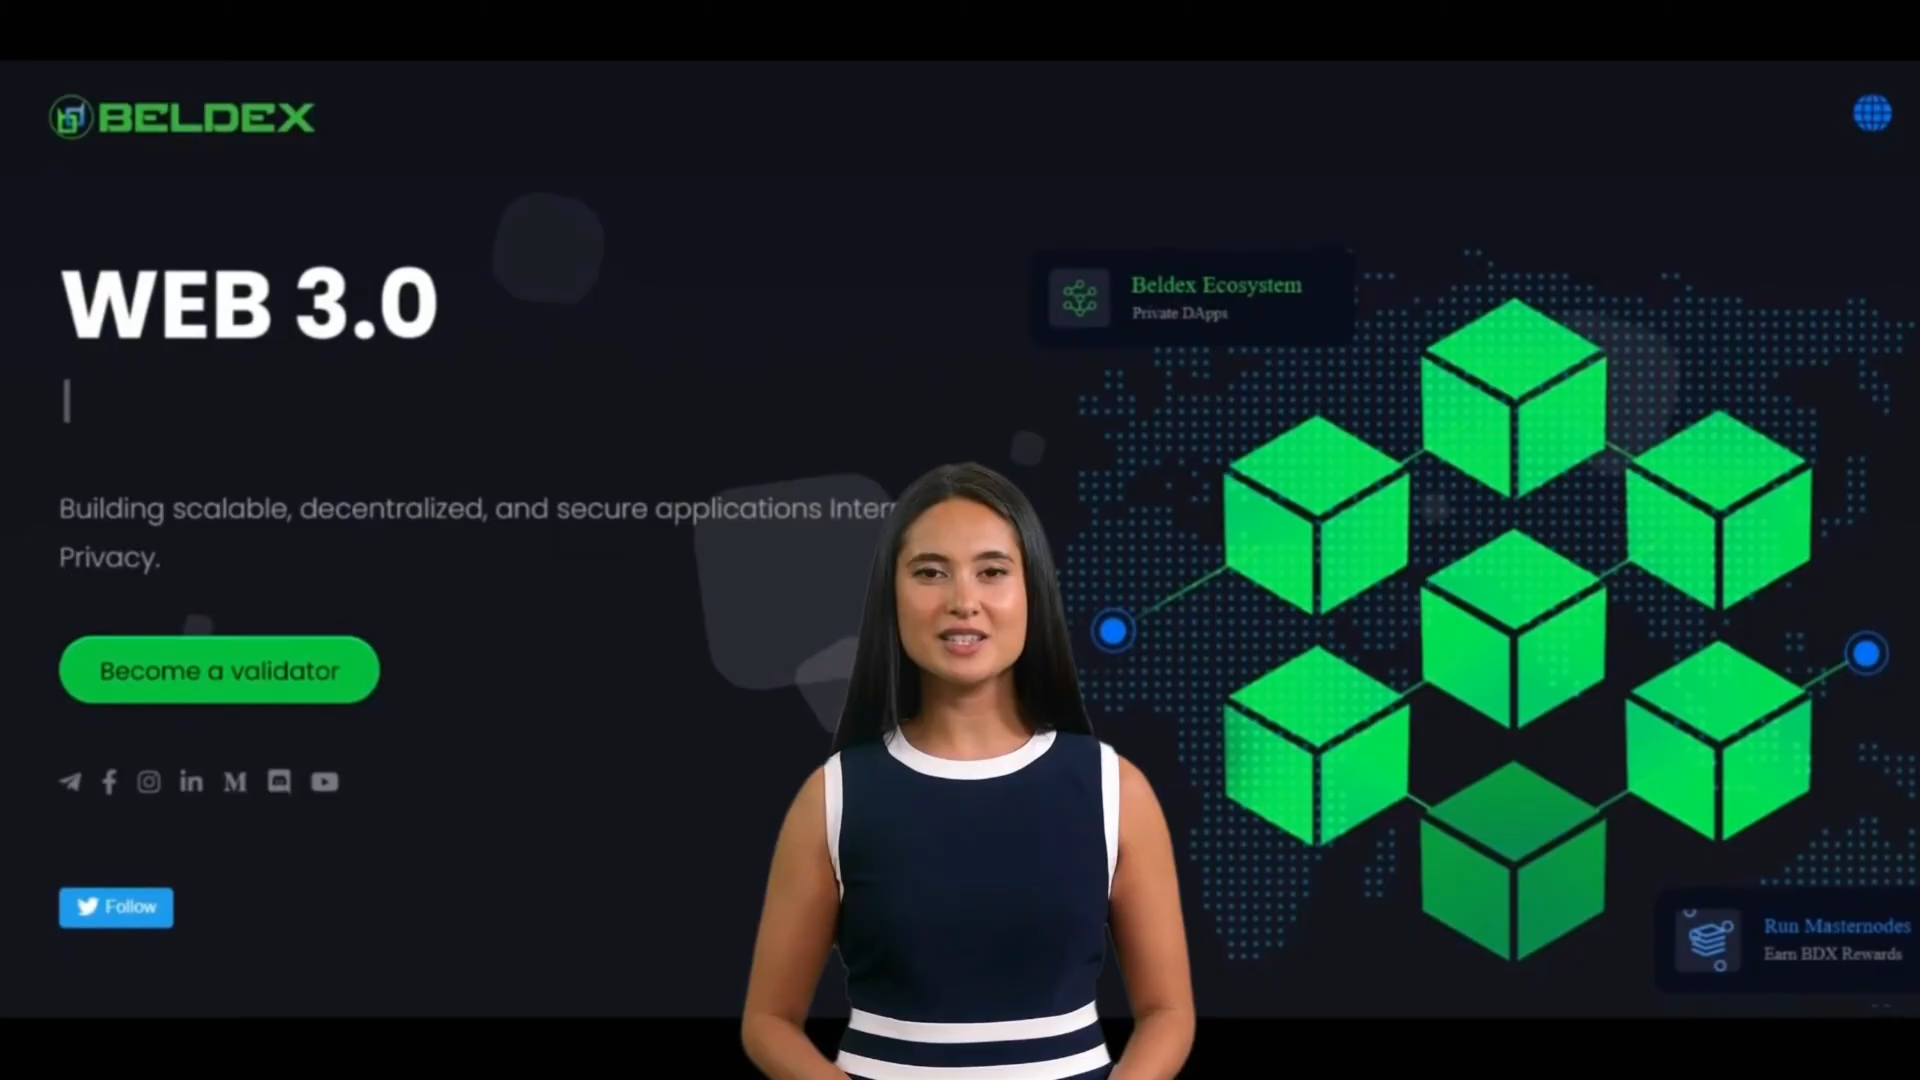 BELDEX
WEB 3.0
Beldex Ecosystem
Private DApps
Building scalable, decentralized, and secure applications
Privacy.
Become a validator
M
Follow
Run Masternodes
Earn BDX Rewards